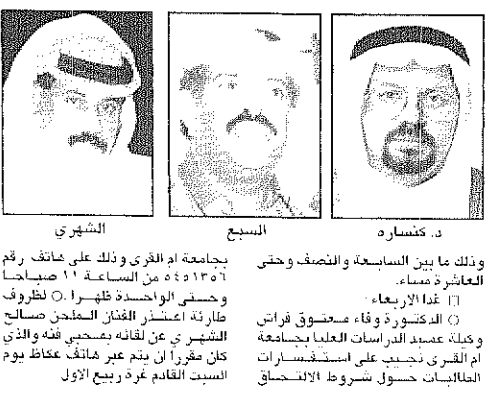 د. كنساره
السبع
الشهري
وذلك ما بين السابعة والنصف وحتى
العاشرة مساء.
□ غدا الاربعاء
○ الدكتورة وفاء معتوق فراش
وكيلة عميد الدراسات العليا بجامعة
ام القرى تجيب على استفسارات
الطالبات حول شروط الالتحاق
بجامعة ام القرى وذلك على هاتف رقم
٥٤٥١٣٥٦ من الساعة ١١ صباحا
وحتى الواحدة ظهرا .○ لظروف
طارئة اعتذر الفنان الملحن صالح
الشهري عن لقائه بمحبي فنه والذي
كان مقررا ان يتم عبر هاتف عكاظ يوم
السبت القادم غرة ربيع الاول